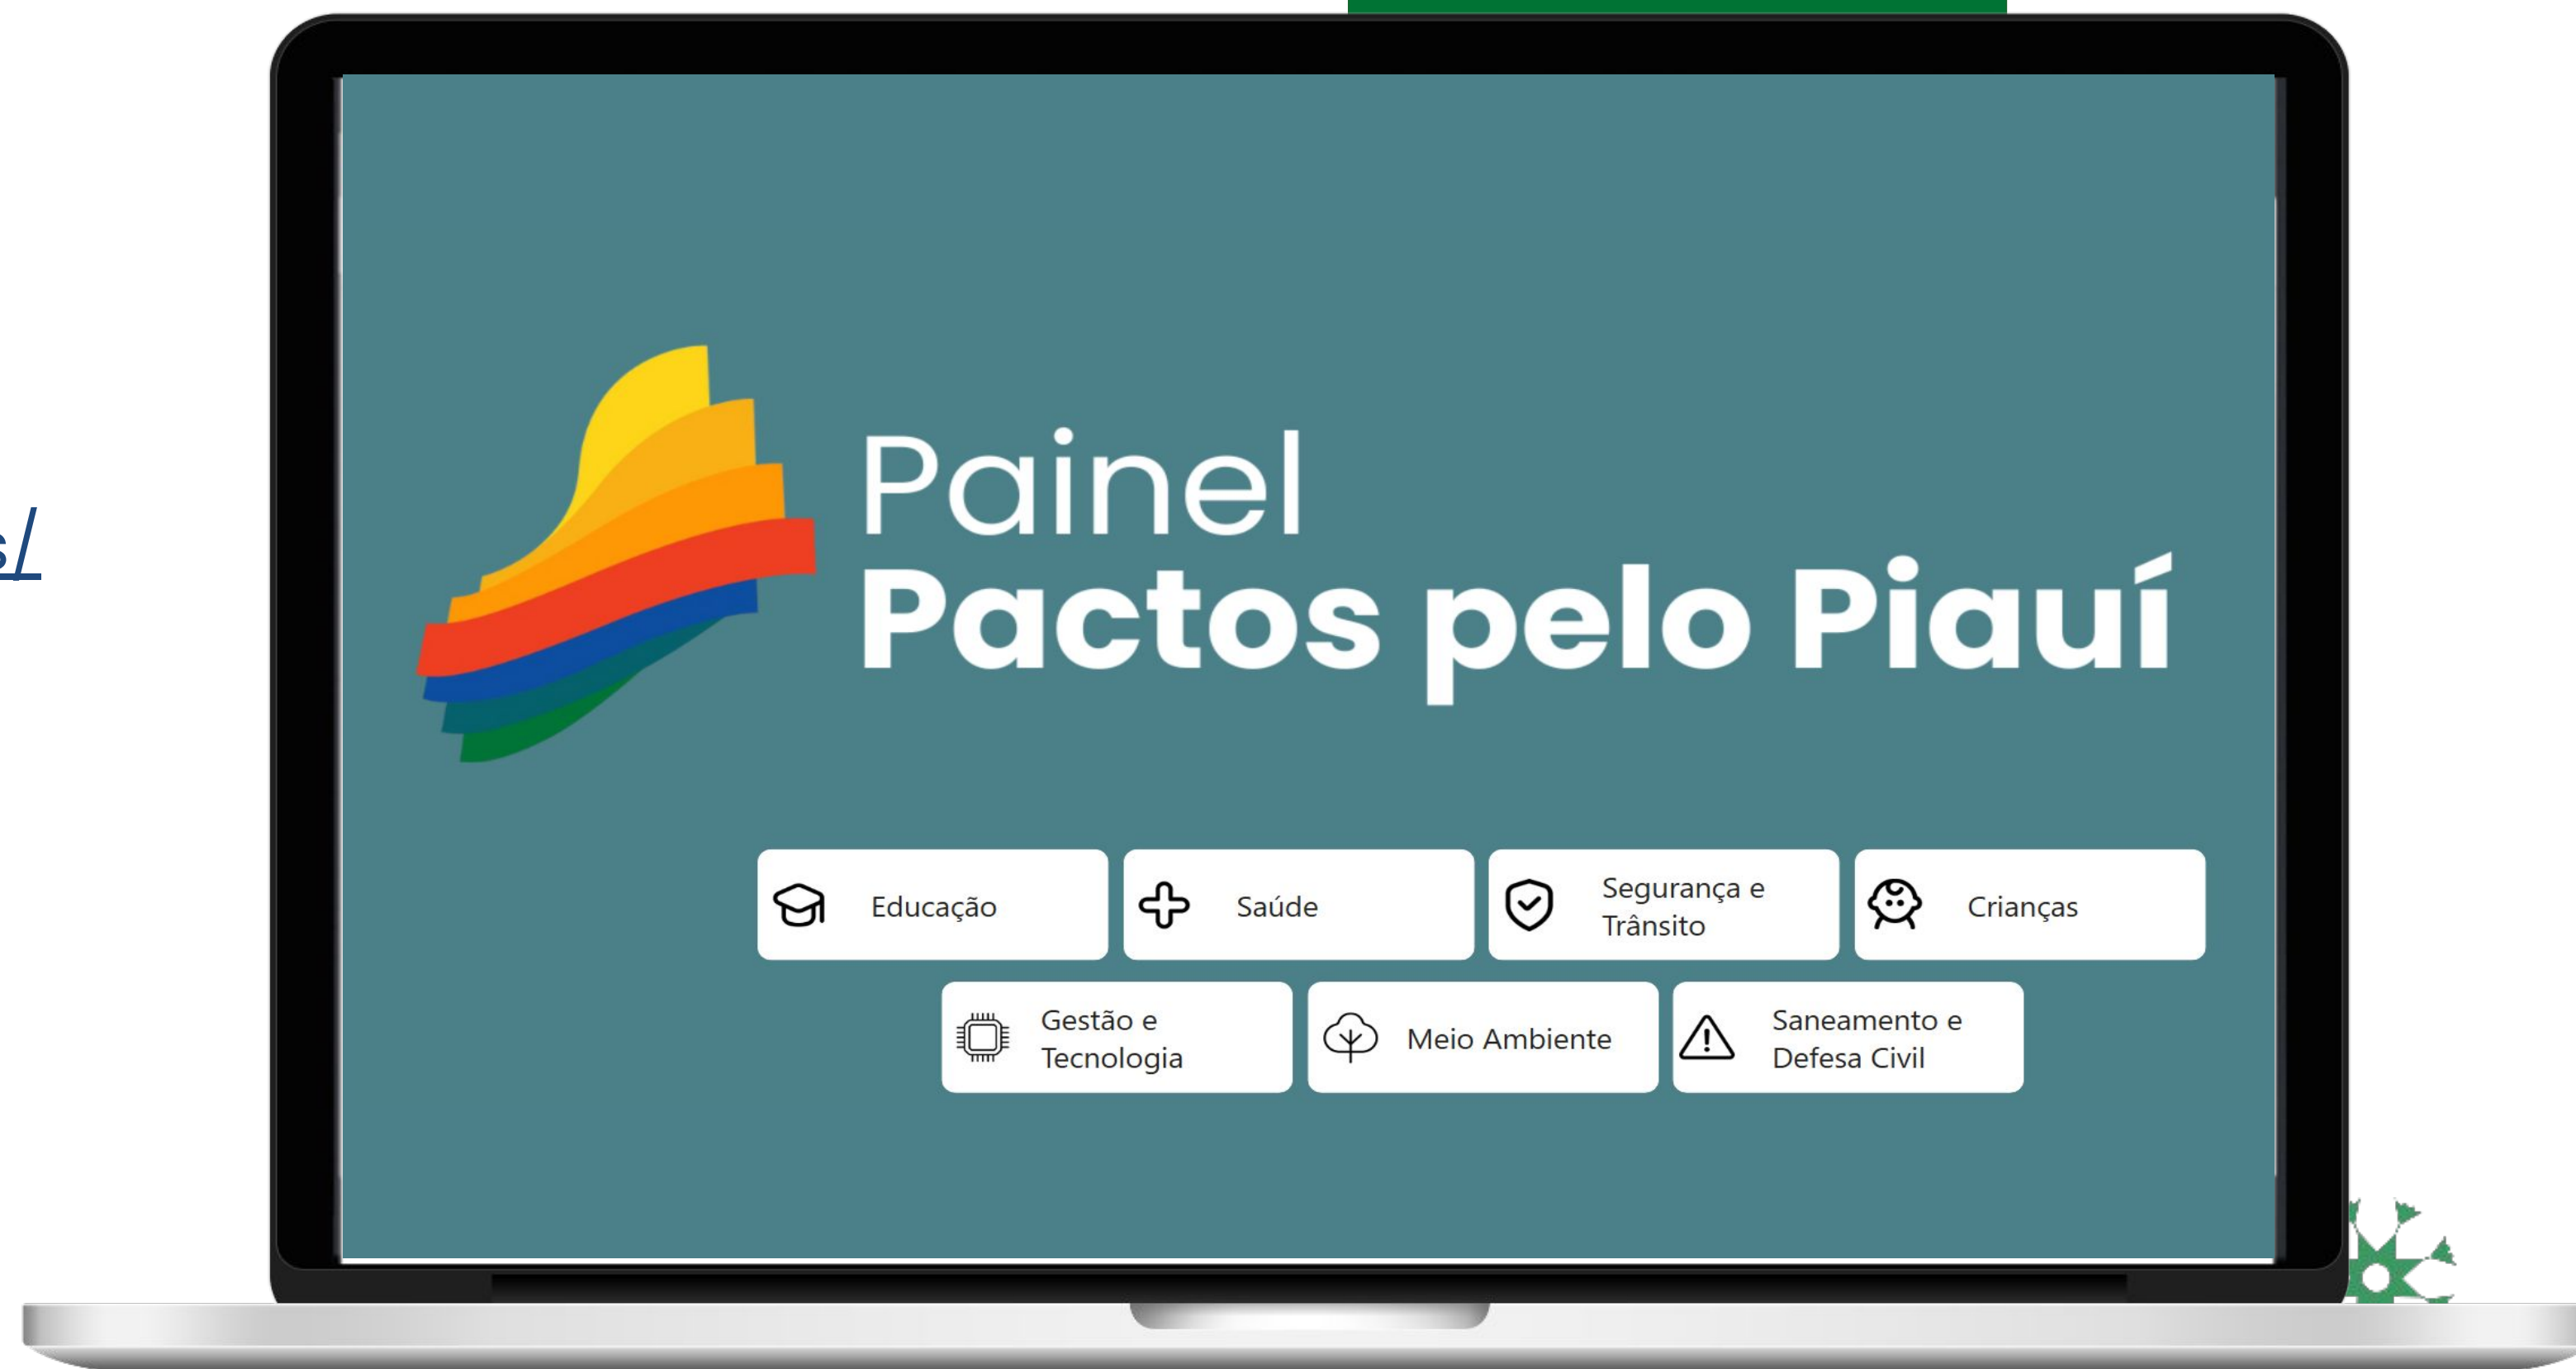 s/
Painel
Pactos pelo Piauí
Educação
Saúde
Segurança e
Trânsito
Crianças
Gestão e
Tecnologia
Meio Ambiente
Saneamento e
Defesa Civil